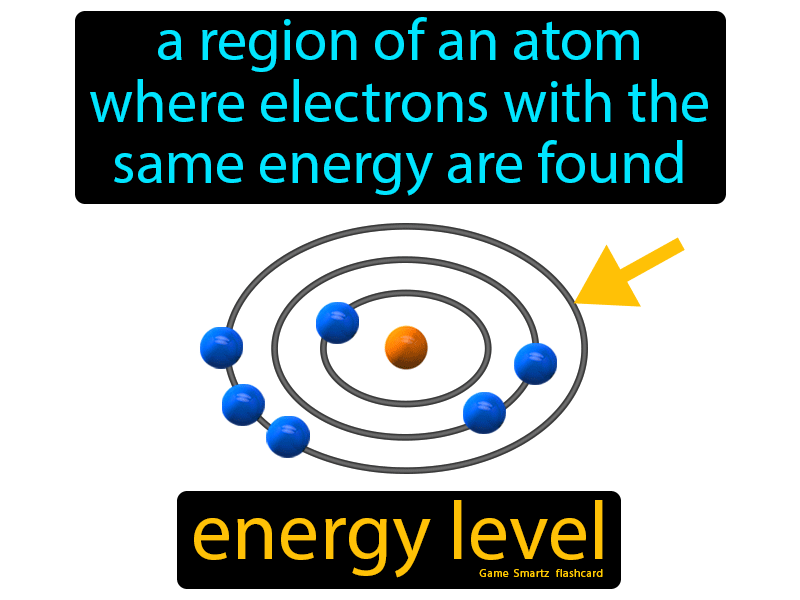 a region of an atom
where electrons with the
same energy are found
energy level
Game Smartz flashcard